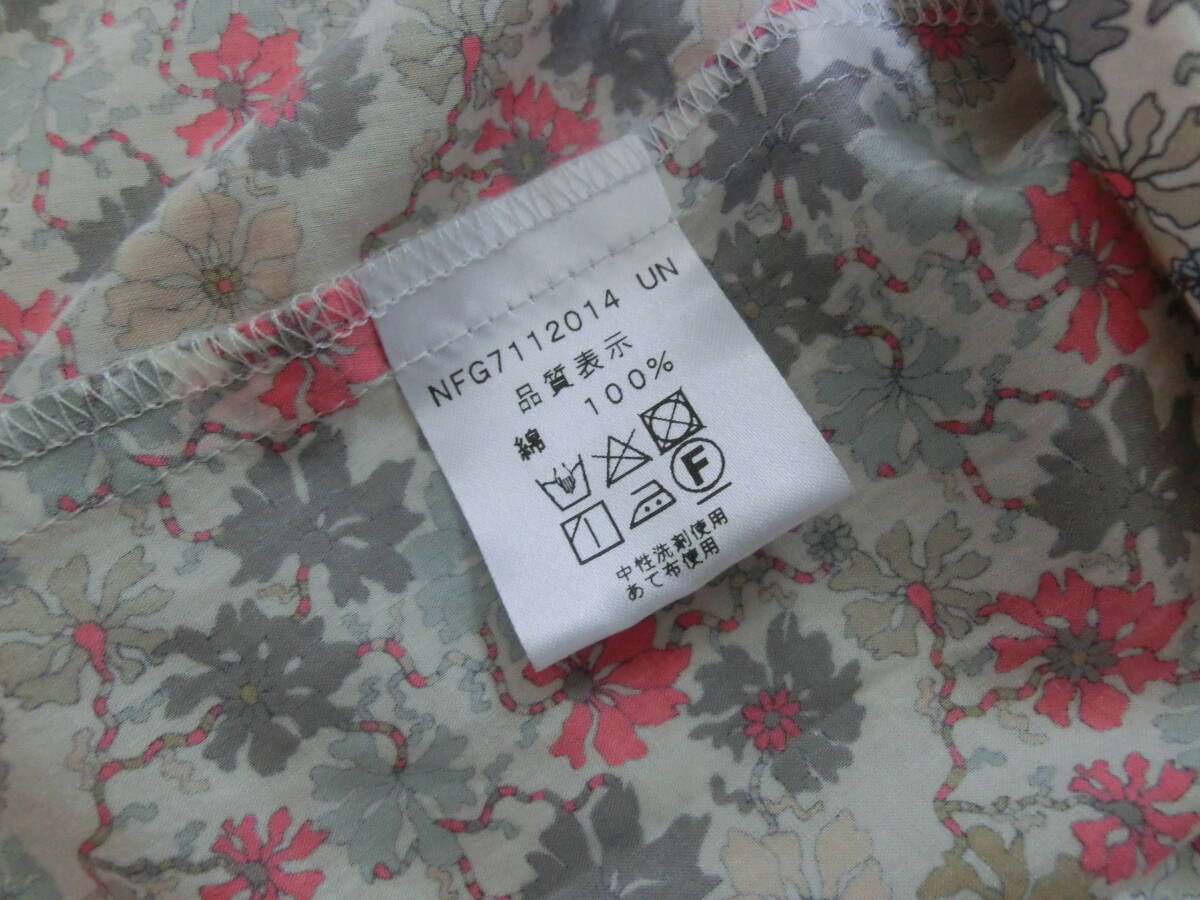 NFG7112014 UN
品質表示
綿 100%
F
中性洗剤使用
あて布使用